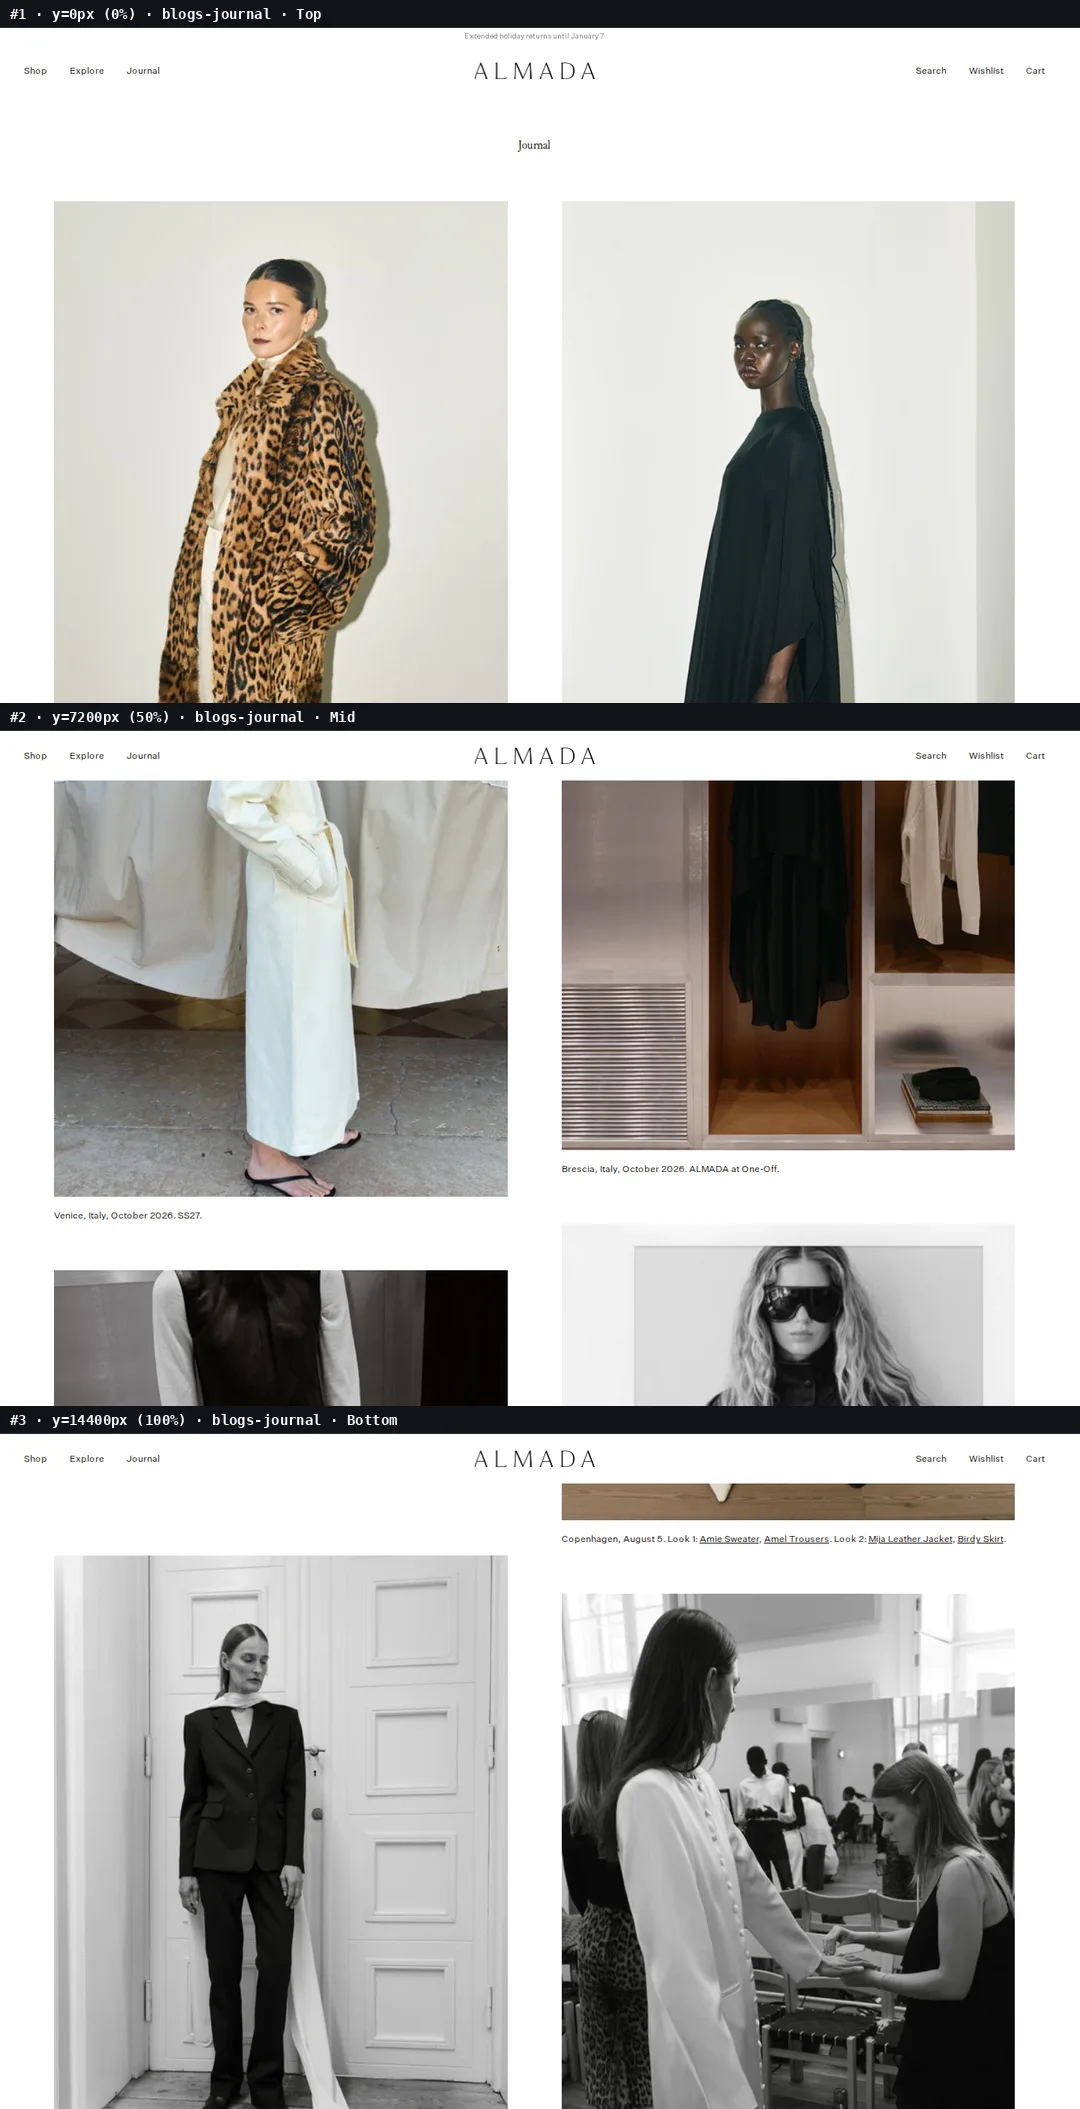 #1 · y=0px (0%) · blogs-journal · Top
Extended holiday returns until January 7
Shop Explore Journal ALMADA Search Wishlist Cart
Journal
#2 · y=7200px (50%) · blogs-journal · Mid
Shop Explore Journal ALMADA Search Wishlist Cart
Brescia, Italy, October 2026. ALMADA at One-Off.
Venice, Italy, October 2026. SS27.
#3 · y=14400px (100%) · blogs-journal · Bottom
Shop Explore Journal ALMADA Search Wishlist Cart
Copenhagen, August 5. Look 1: Amie Sweater, Amel Trousers. Look 2: Mija Leather Jacket, Birdy Skirt.